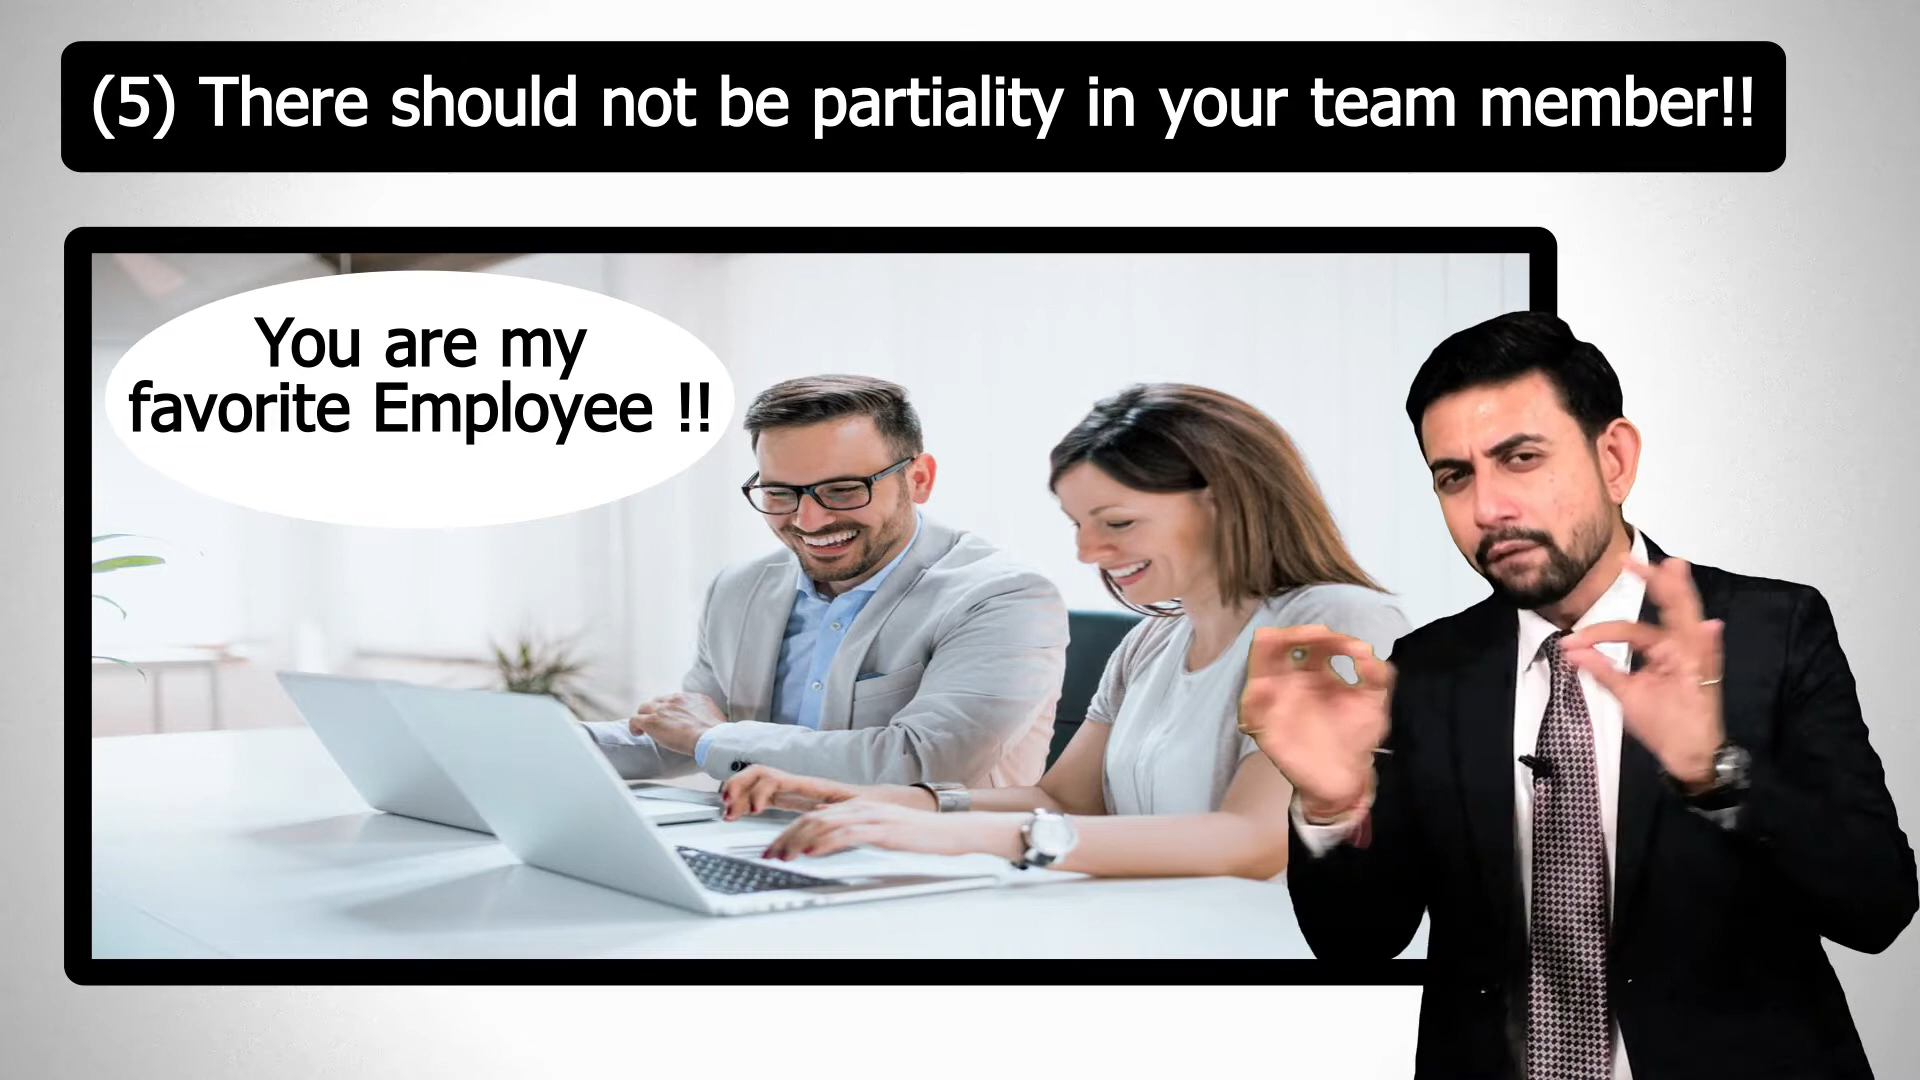 (5) There should not be partiality in your team member!!
You are my
favorite Employee !!